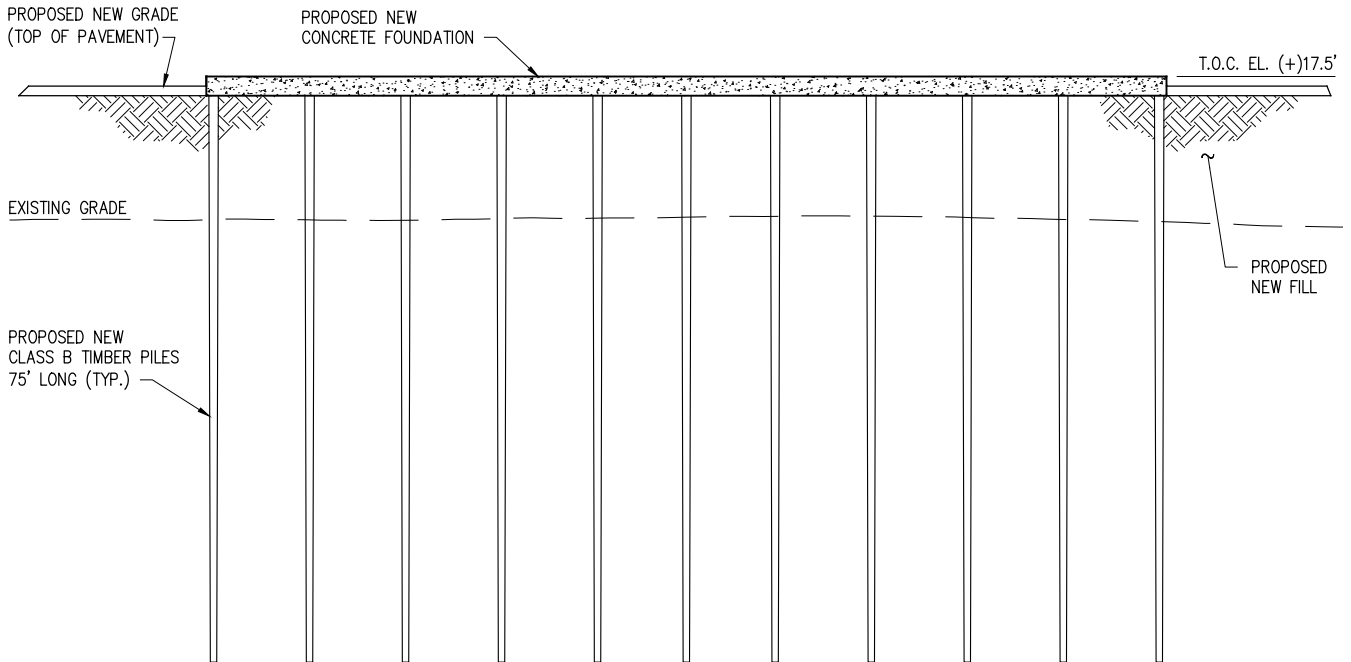 PROPOSED NEW GRADE
(TOP OF PAVEMENT)
PROPOSED NEW
CONCRETE FOUNDATION
T.O.C. EL. (+)17.5'
EXISTING GRADE
PROPOSED
NEW FILL
PROPOSED NEW
CLASS B TIMBER PILES
75' LONG (TYP.)